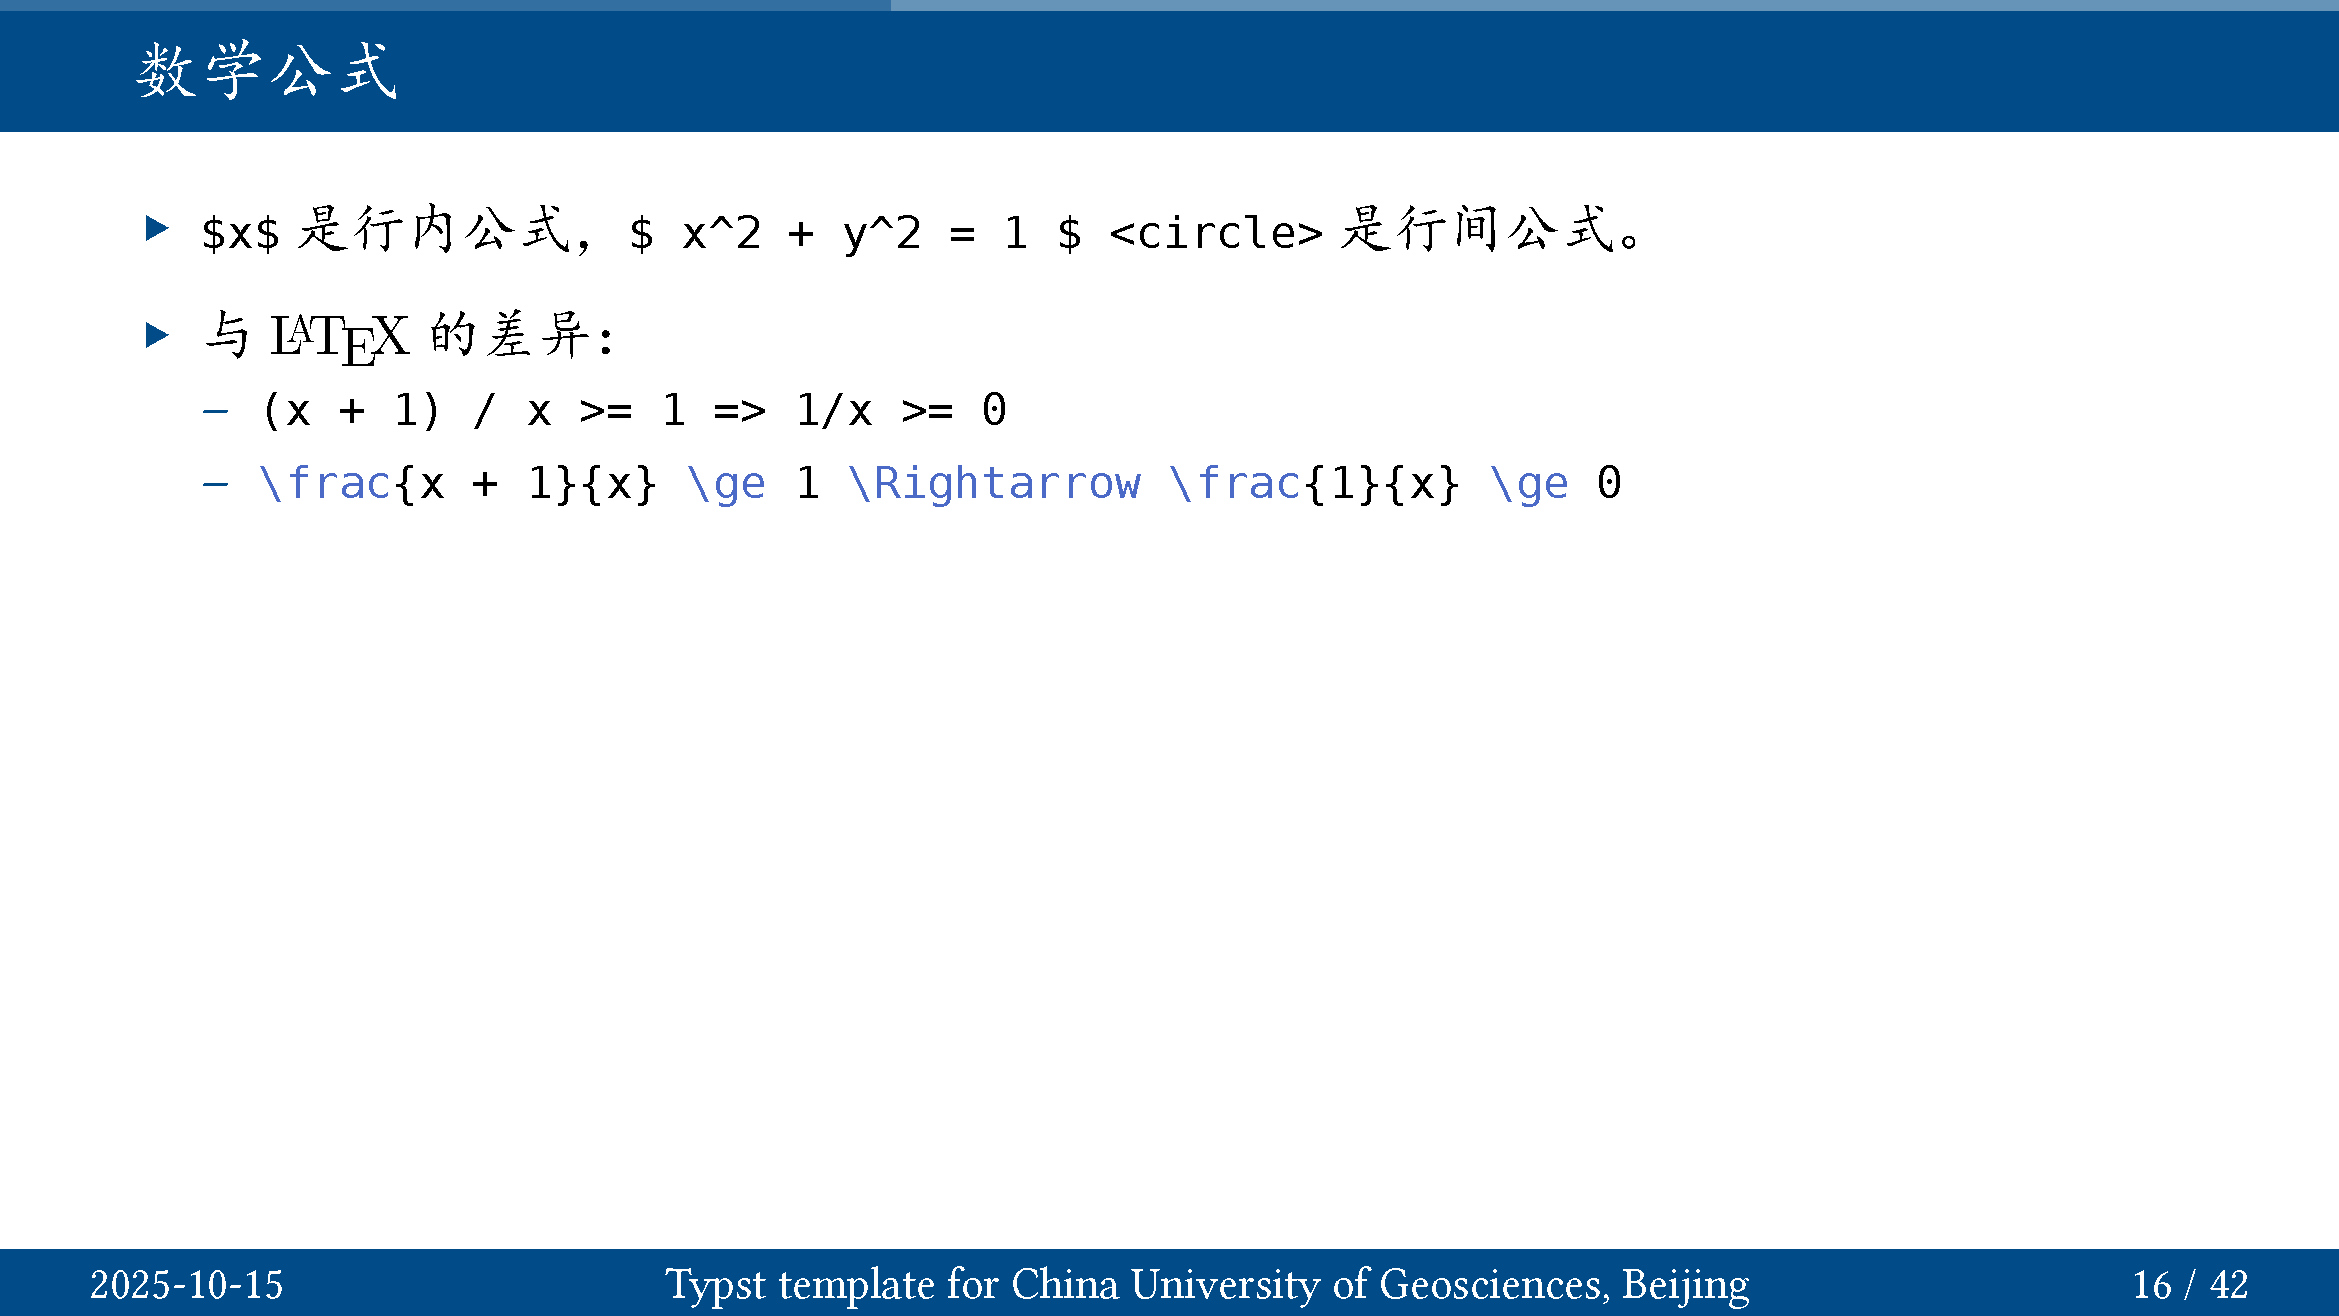 数学公式
$x$ 是行内公式，$ x^2 + y^2 = 1 $ <circle> 是行间公式。
与 LATEX 的差异：
– (x + 1) / x >= 1 => 1/x >= 0
– \frac{x + 1}{x} \ge 1 \Rightarrow \frac{1}{x} \ge 0
2025-10-15
Typst template for China University of Geosciences, Beijing
16 / 42